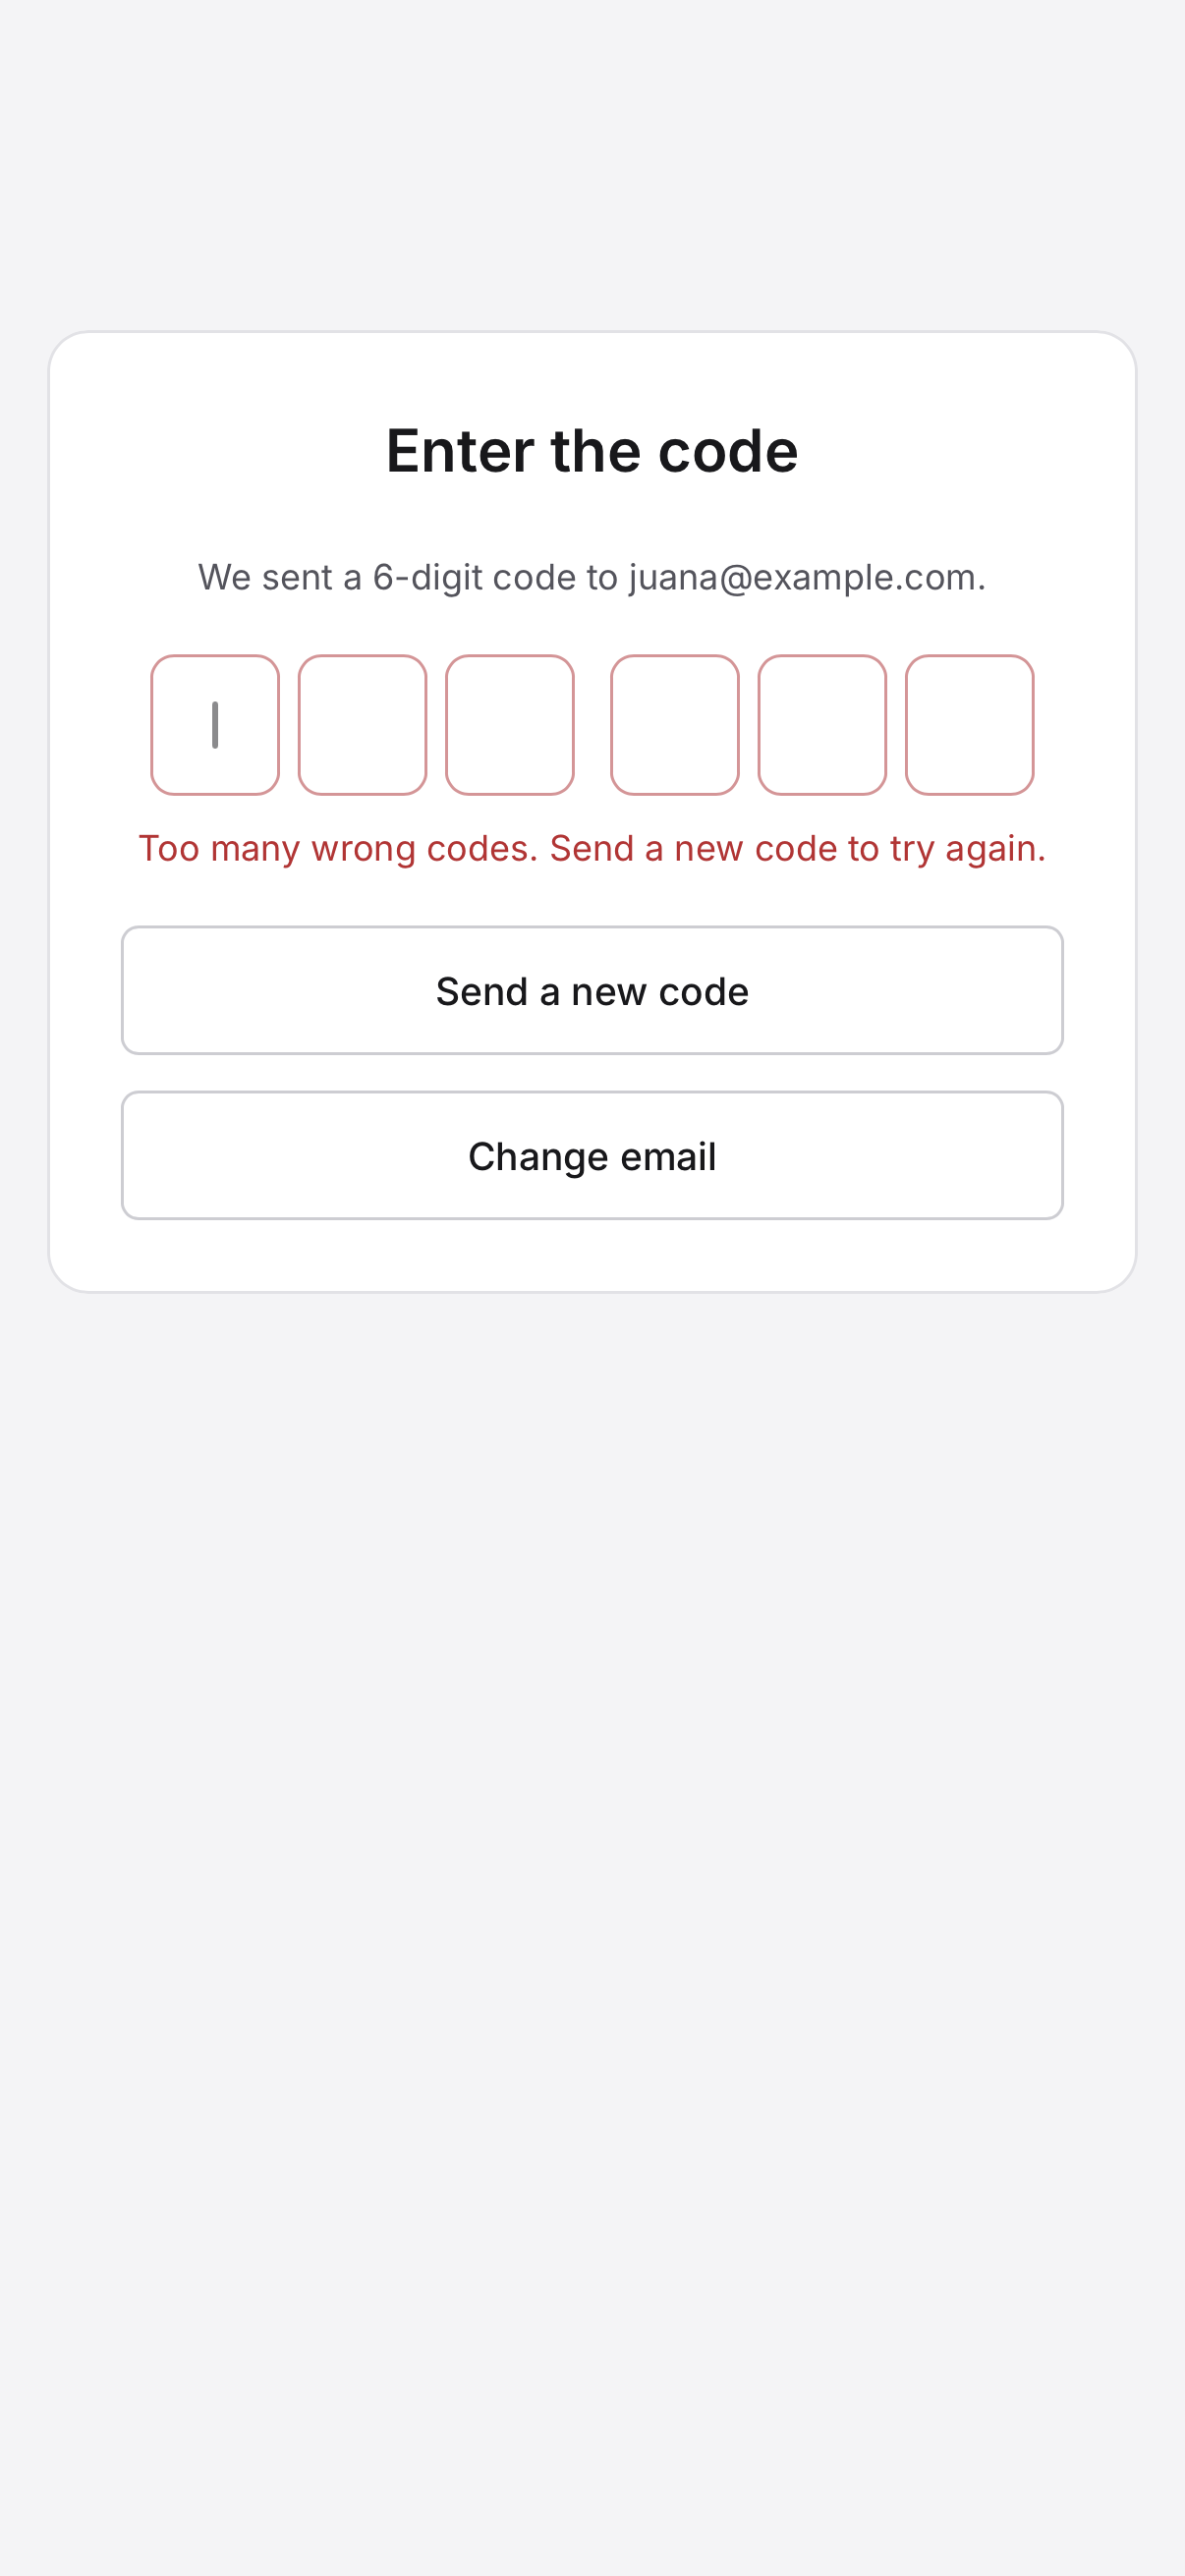 Enter the code
We sent a 6-digit code to juana@example.com.
Too many wrong codes. Send a new code to try again.
Send a new code
Change email